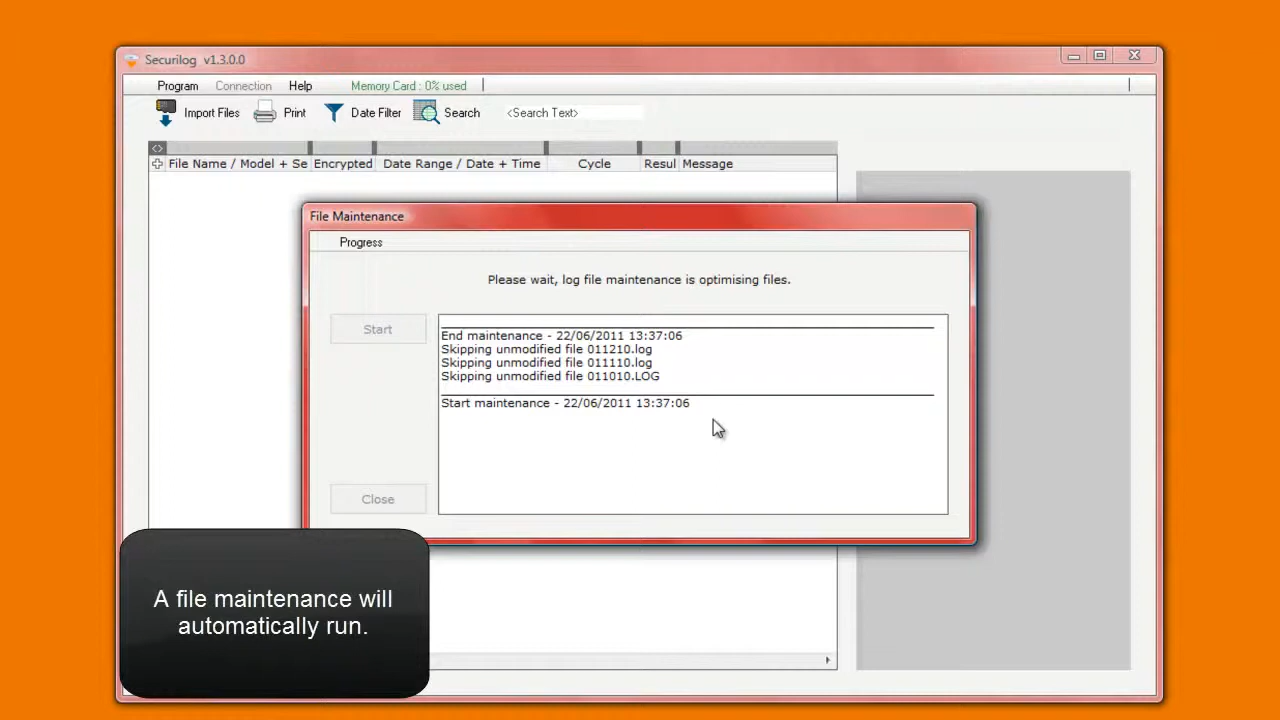 Securilog v1.3.0.0
Program Connection Help Memory Card : 0% used
Import Files Print Date Filter Search <Search Text>
<>
File Name / Model + Se Encrypted Date Range / Date + Time Cycle Resul Message
File Maintenance
Progress
Please wait, log file maintenance is optimising files.
Start
End maintenance - 22/06/2011 13:37:06
Skipping unmodified file 011210.log
Skipping unmodified file 011110.log
Skipping unmodified file 011010.LOG
Start maintenance - 22/06/2011 13:37:06
Close
A file maintenance will
automatically run.